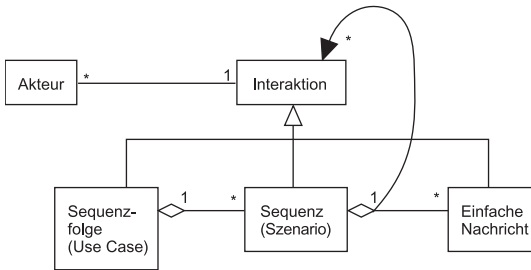 *
Akteur
*
1
Interaktion
1
*
1
*
Sequenz-
folge
(Use Case)
Sequenz
(Szenario)
Einfache
Nachricht